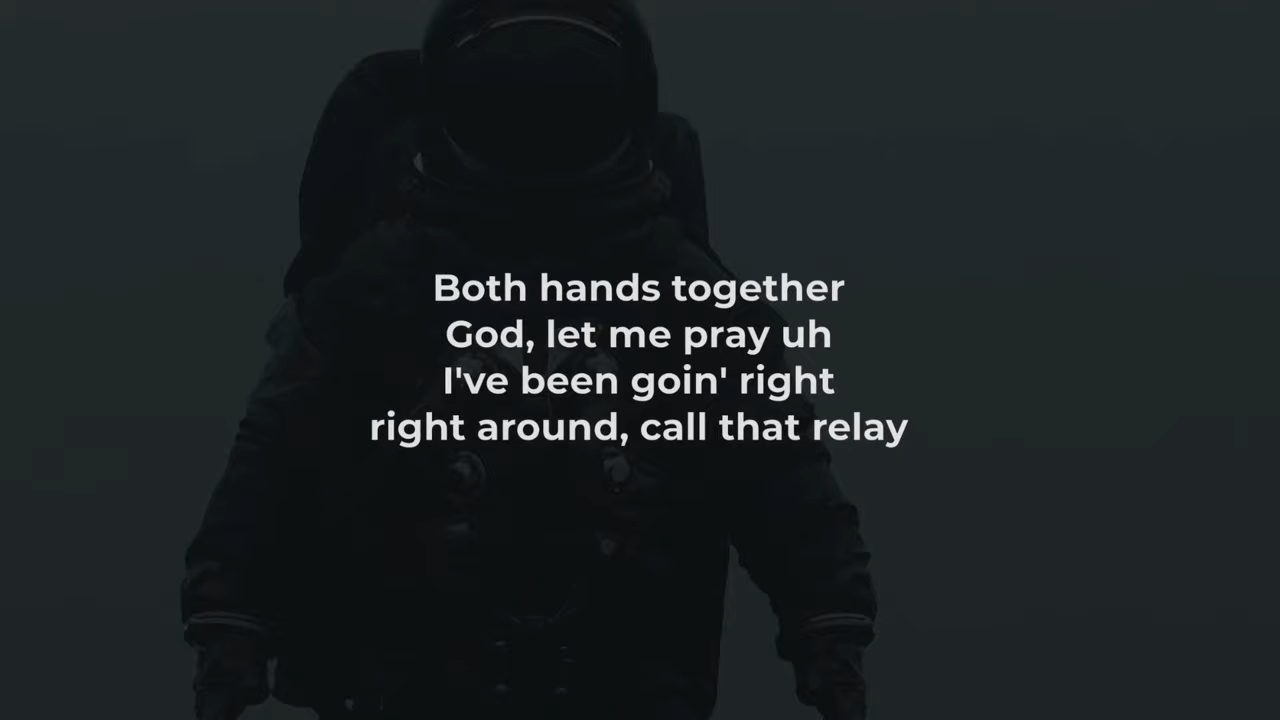 Both hands together
God, let me pray uh
I've been goin' right
right around, call that relay